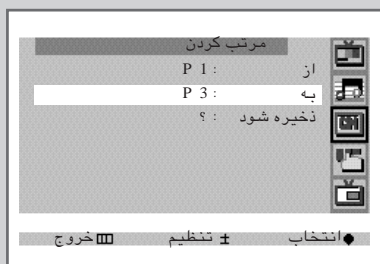 مرتب کردن
از : P 1
به : P 3
ذخیره شود : ؟
انتخاب تنظیم خروج